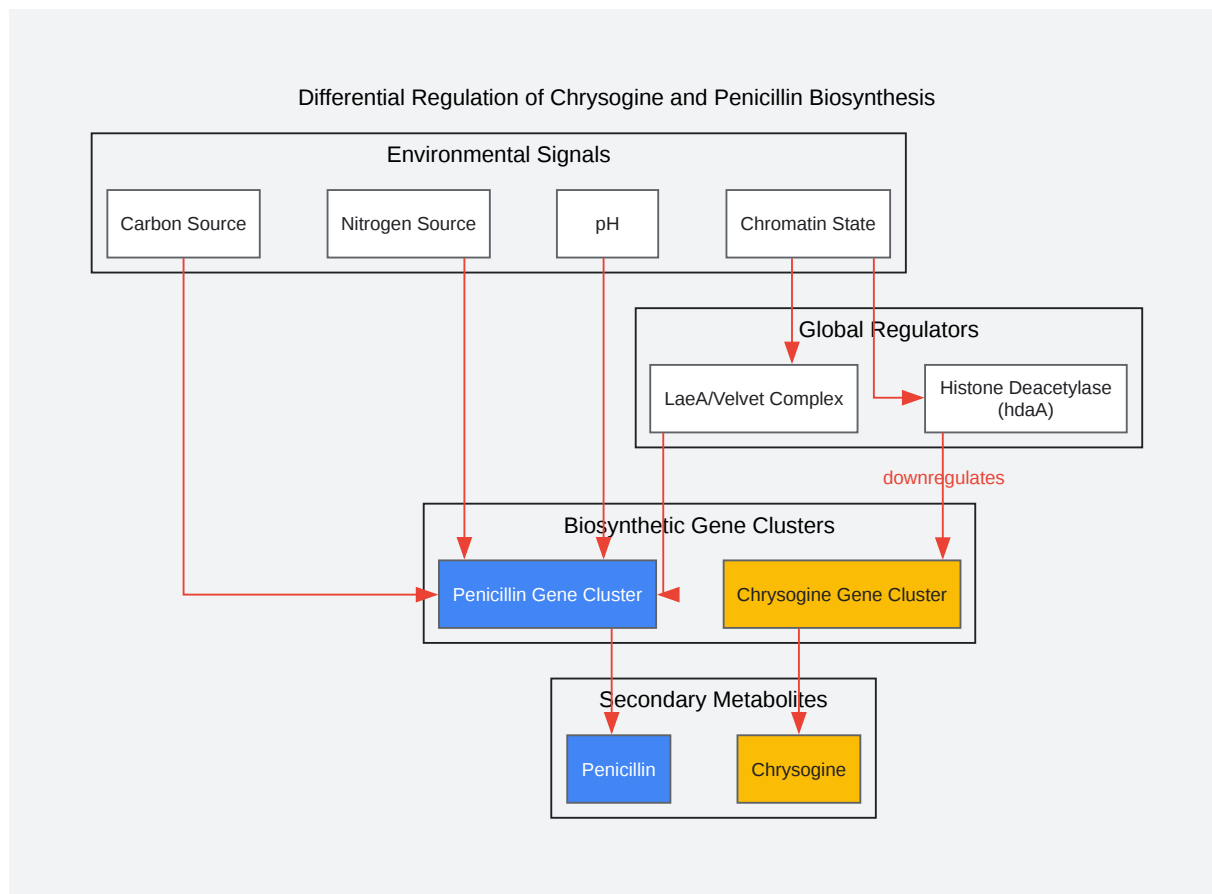 Differential Regulation of Chrysogine and Penicillin Biosynthesis
Environmental Signals
Carbon Source
Nitrogen Source
pH
Chromatin State
Global Regulators
LaeA/Velvet Complex
Histone Deacetylase
(hdaA)
downregulates
Biosynthetic Gene Clusters
Penicillin Gene Cluster
Chrysogine Gene Cluster
Secondary Metabolites
Penicillin
Chrysogine